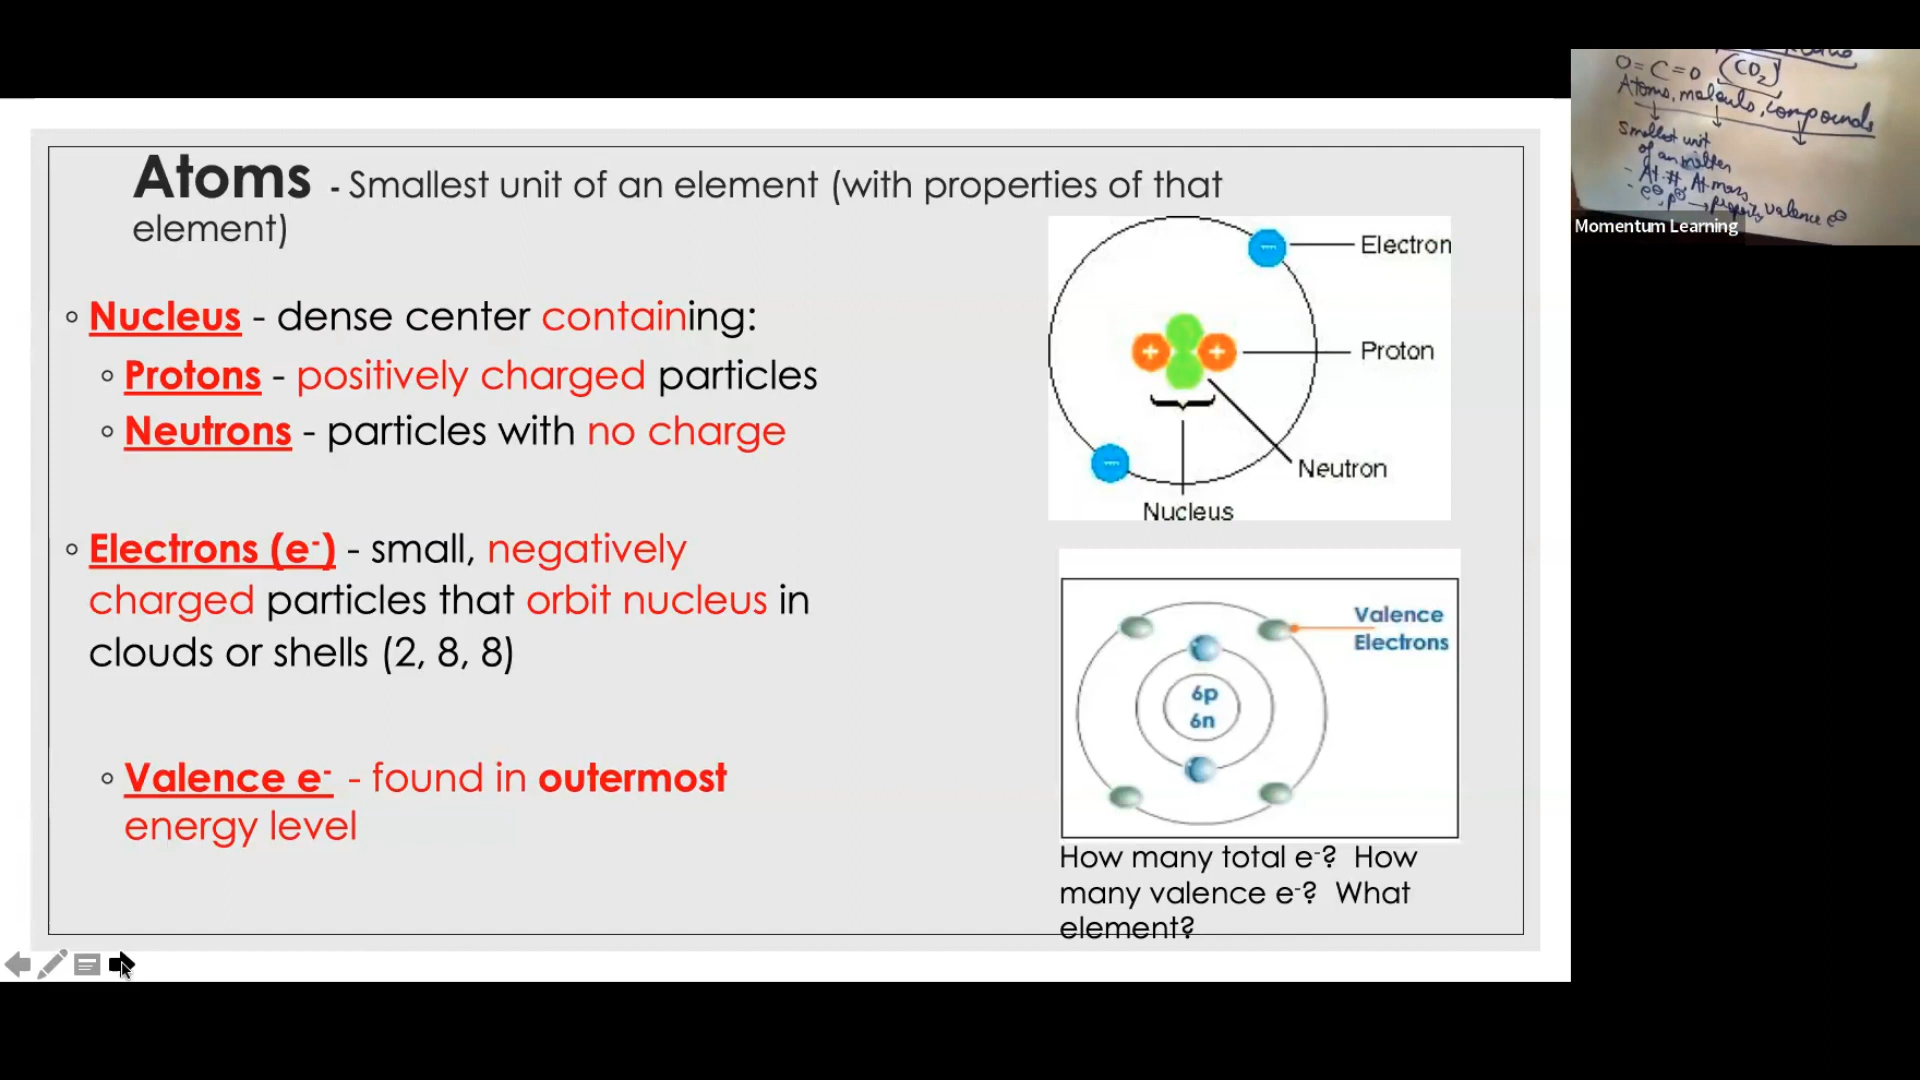 Atoms - Smallest unit of an element (with properties of that
element)
◦ Nucleus - dense center containing:
◦ Protons - positively charged particles
◦ Neutrons - particles with no charge
◦ Electrons (e-) - small, negatively
charged particles that orbit nucleus in
clouds or shells (2, 8, 8)
◦ Valence e- - found in outermost
energy level
Electron
+ +
Proton
Neutron
Nucleus
Valence
Electrons
6p
6n
How many total e-? How
many valence e-? What
element?
O=C=O (CO2)
Atoms, moleculs, compounds
Smallest unit
of an
- At. #, At mass
valence e⊖
Momentum Learning